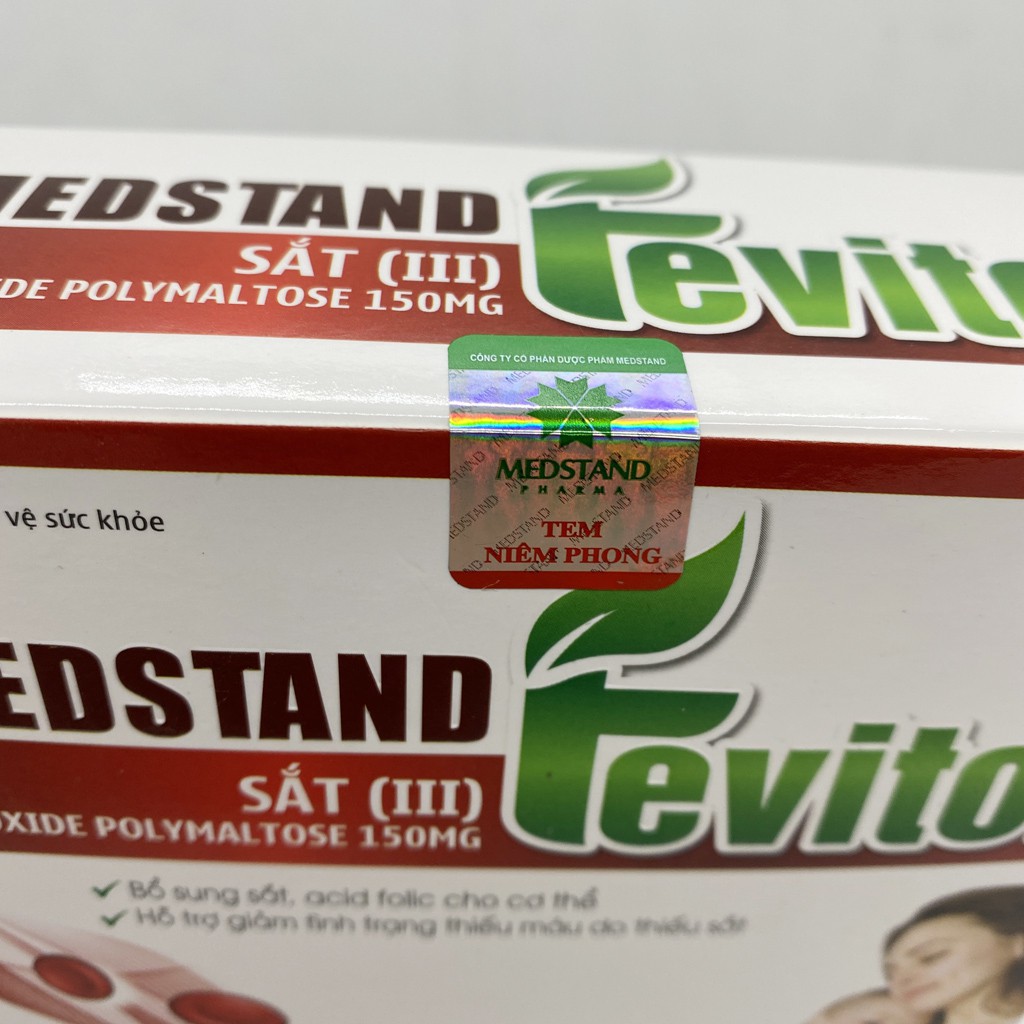 MEDSTAND
SẮT (III)
POLYMALTOSE 150MG
Fevito
CÔNG TY CỔ PHẦN DƯỢC PHẨM MEDSTAND
MEDSTAND
PHARMA
TEM
NIÊM PHONG
vệ sức khỏe
EDSTAND
SẮT (III)
OXIDE POLYMALTOSE 150MG
Fevito
Bổ sung sắt, acid folic cho cơ thể
Hỗ trợ giảm tình trạng thiếu máu do thiếu sắt